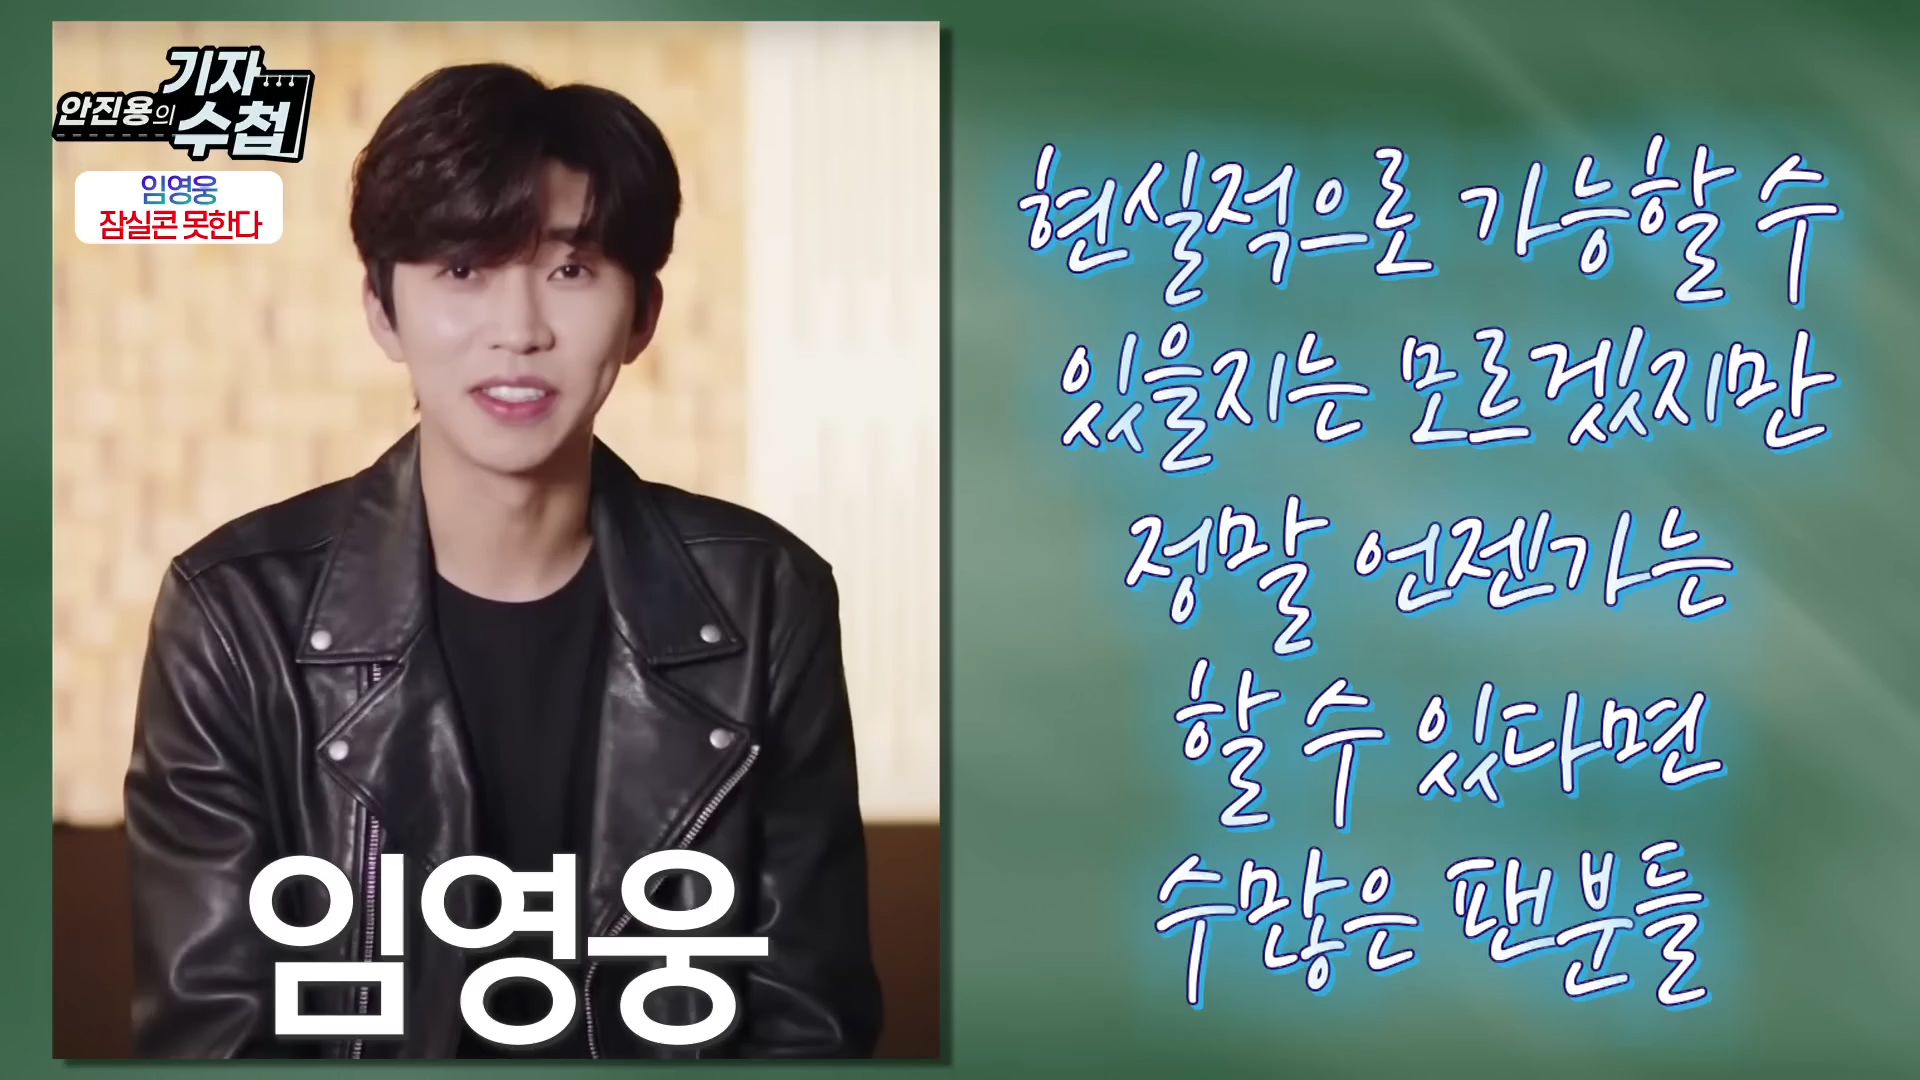 안진용의 기자
수첩
임영웅
잠실콘 못한다
임영웅
현실적으로 가능할 수
있을지는 모르겠지만
정말 언젠가는
할 수 있다면
수많은 팬분들